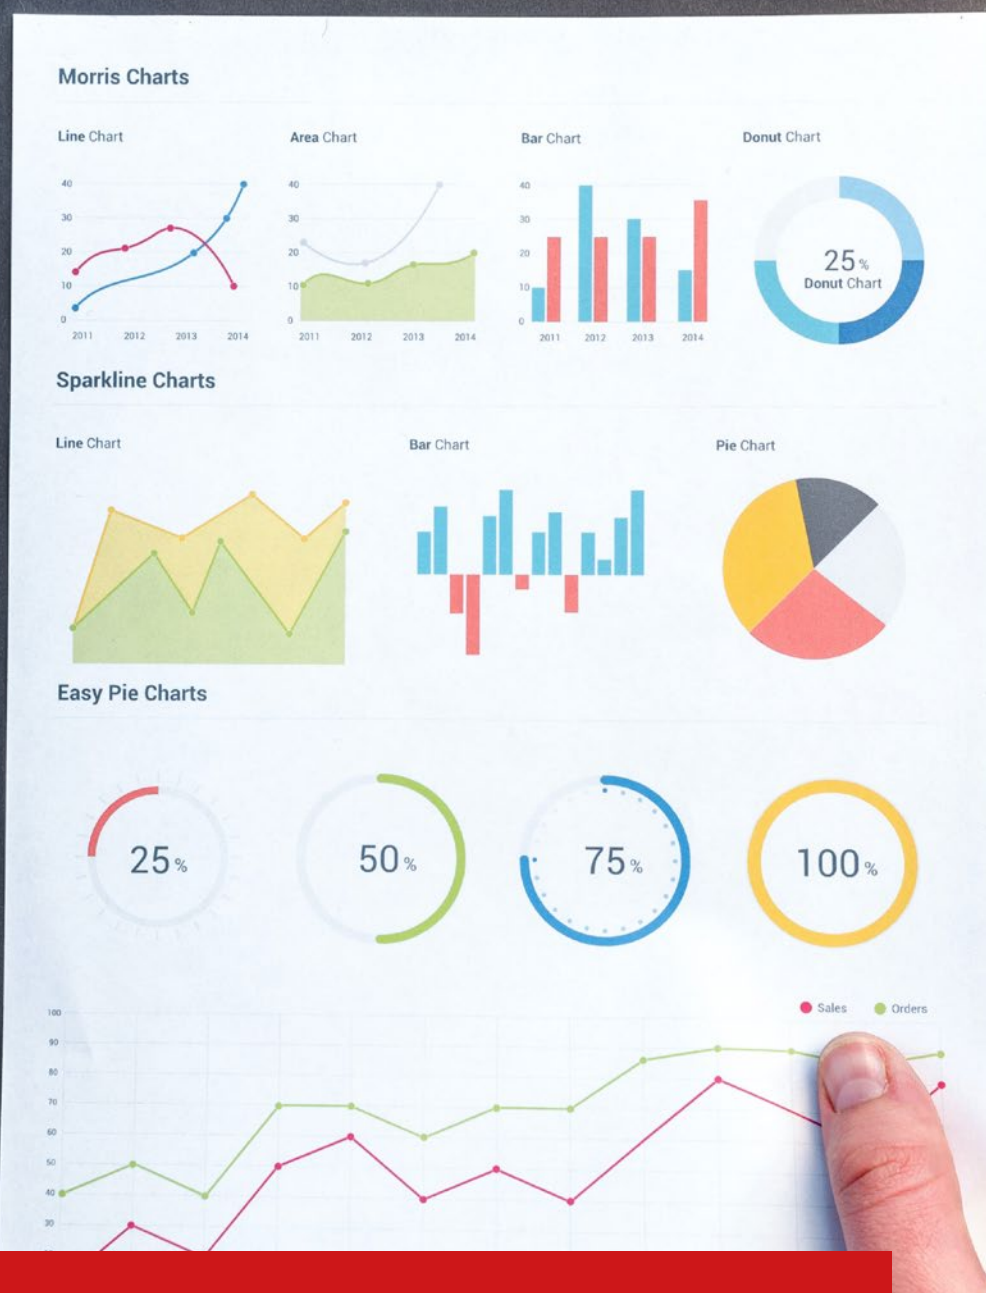 Morris Charts
Line Chart Area Chart Bar Chart Donut Chart
40 40 40
30 30 30
20 20 20
10 10 10
0 0 0
2011 2012 2013 2014 2011 2012 2013 2014 2011 2012 2013 2014
25%
Donut Chart
Sparkline Charts
Line Chart Bar Chart Pie Chart
Easy Pie Charts
25% 50% 75% 100%
Sales Orders
100
90
80
70
60
50
40
30